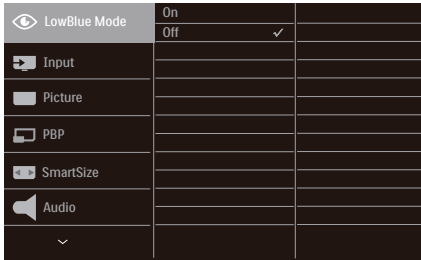 LowBlue Mode
On
Off
Input
Picture
PBP
SmartSize
Audio